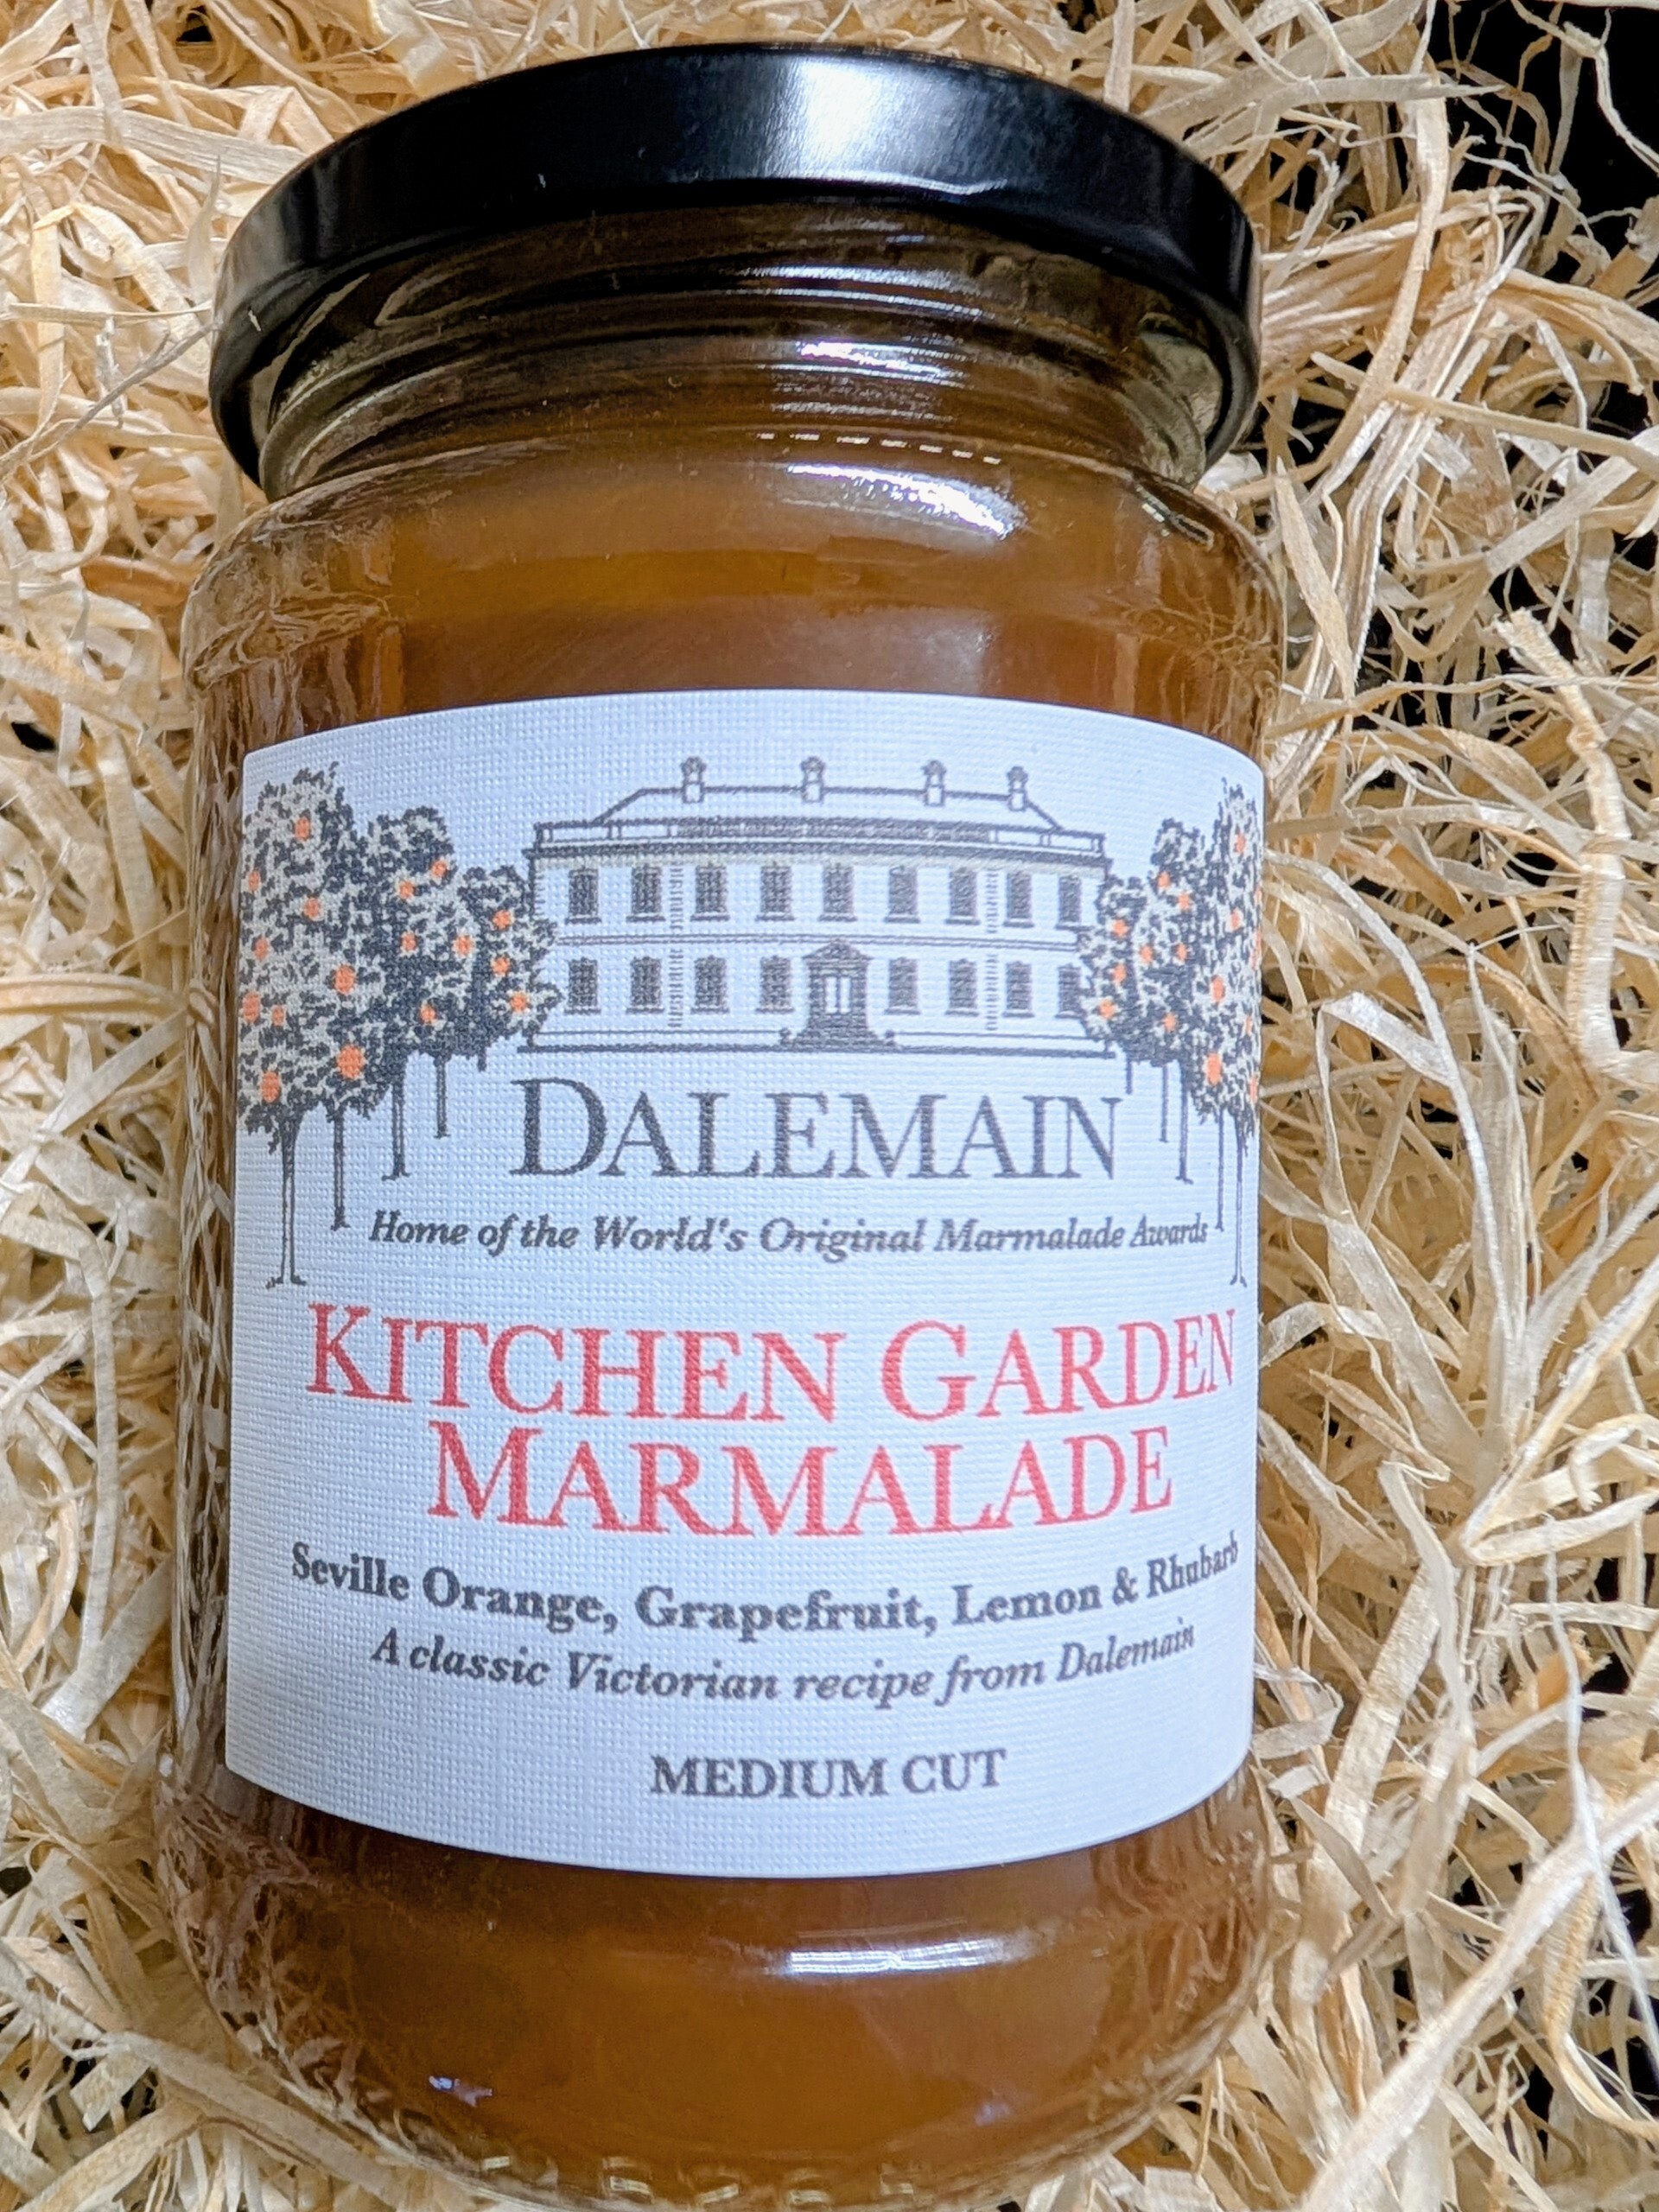 DALEMAIN
Home of the World's Original Marmalade Awards
KITCHEN GARDEN
MARMALADE
Seville Orange, Grapefruit, Lemon & Rhubarb
A classic Victorian recipe from Dalemain
MEDIUM CUT